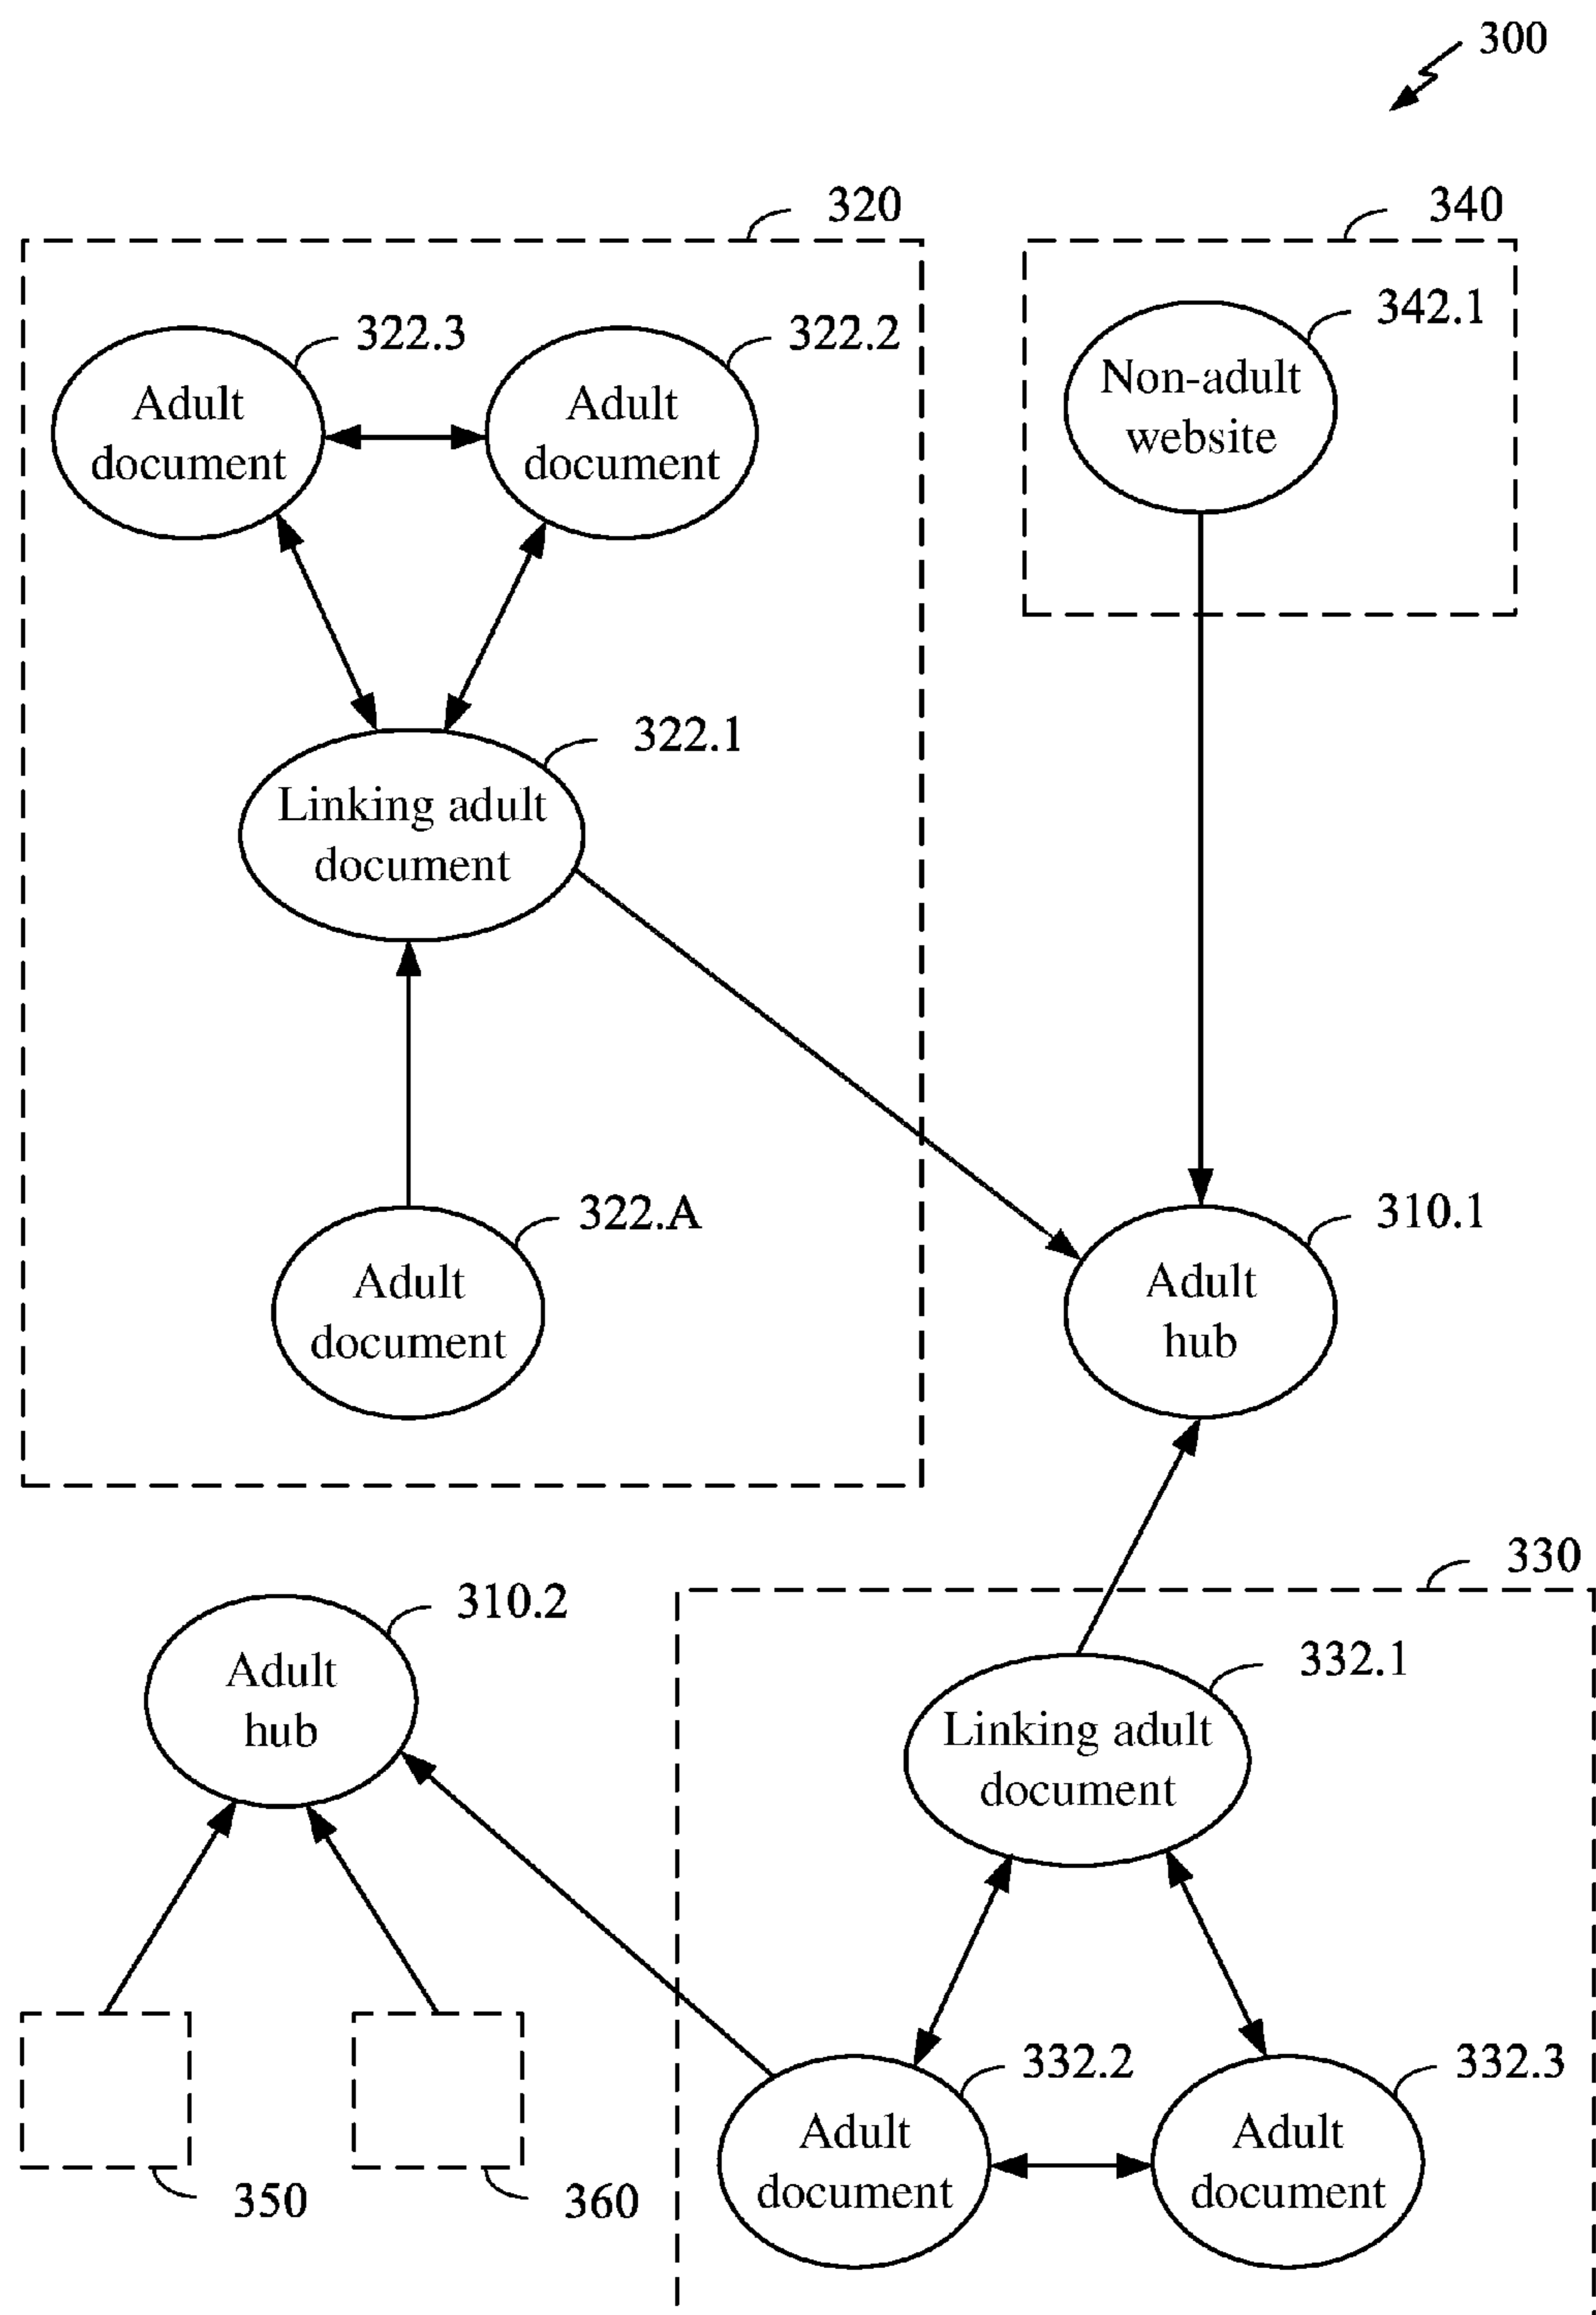 300
320
340
322.3
322.2
342.1
Adult
document
Adult
document
Non-adult
website
322.1
Linking adult
document
322.A
310.1
Adult
document
Adult
hub
330
310.2
332.1
Adult
hub
Linking adult
document
332.2
332.3
Adult
document
Adult
document
350
360